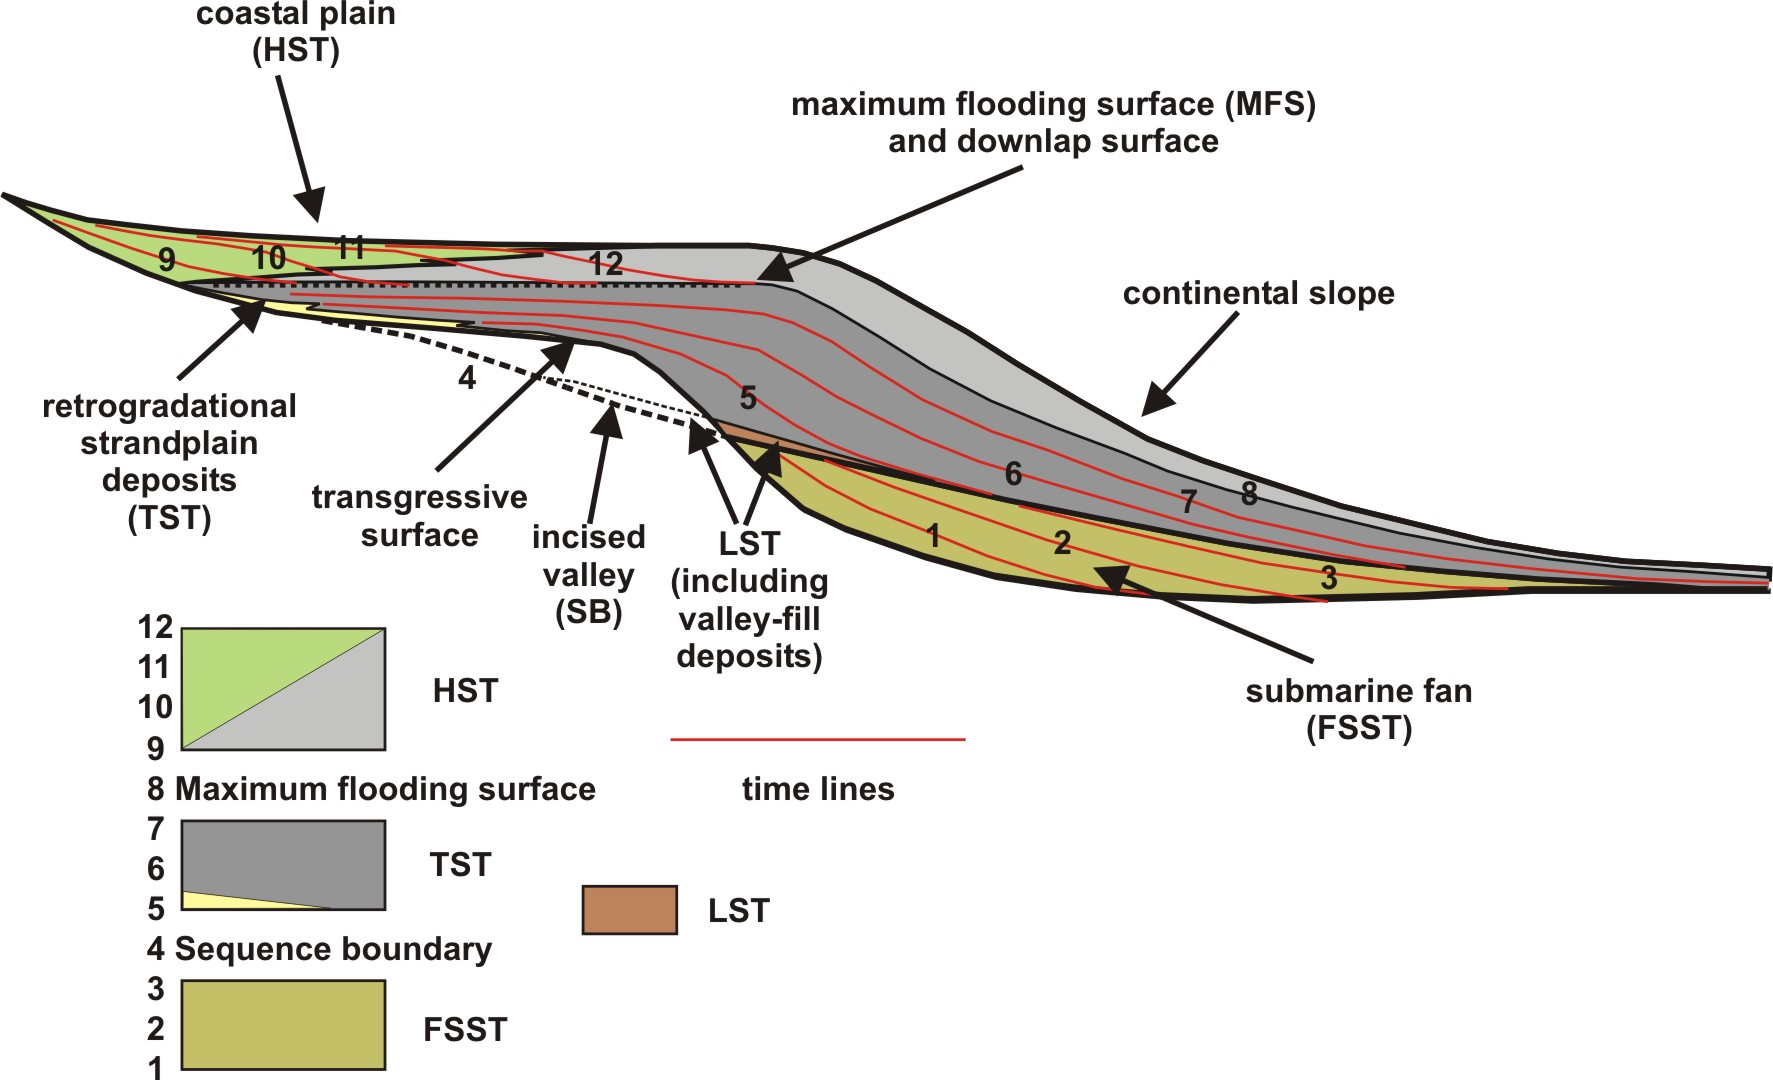 coastal plain
(HST)
maximum flooding surface (MFS)
and downlap surface
continental slope
9
10
11
12
4
5
6
7
8
1
2
3
retrogradational
strandplain
deposits
(TST)
transgressive
surface
incised
valley
(SB)
LST
(including
valley-fill
deposits)
submarine fan
(FSST)
12
11
10
9
HST
8 Maximum flooding surface
7
6
5
TST
4 Sequence boundary
3
2
1
FSST
time lines
LST